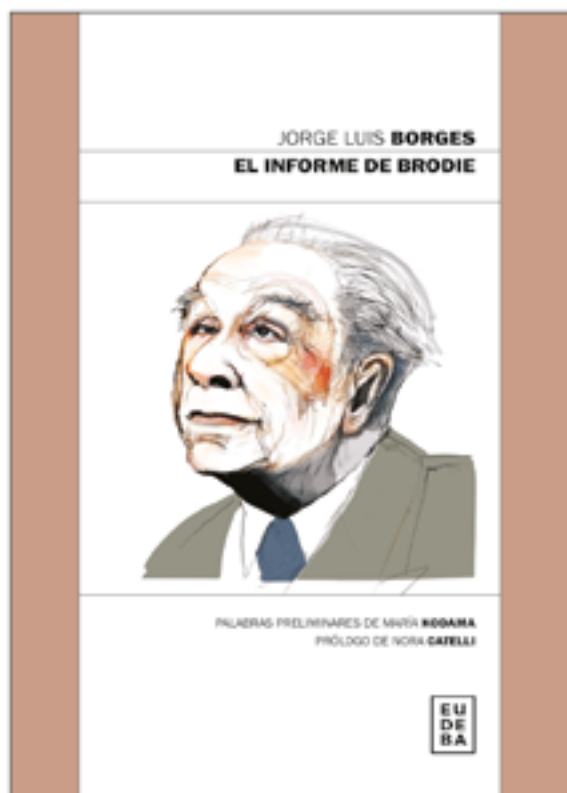 JORGE LUIS BORGES
EL INFORME DE BRODIE
PALABRAS PRELIMINARES DE MARÍA KODAMA
PRÓLOGO DE NORA CATELLI
EU
DE
BA